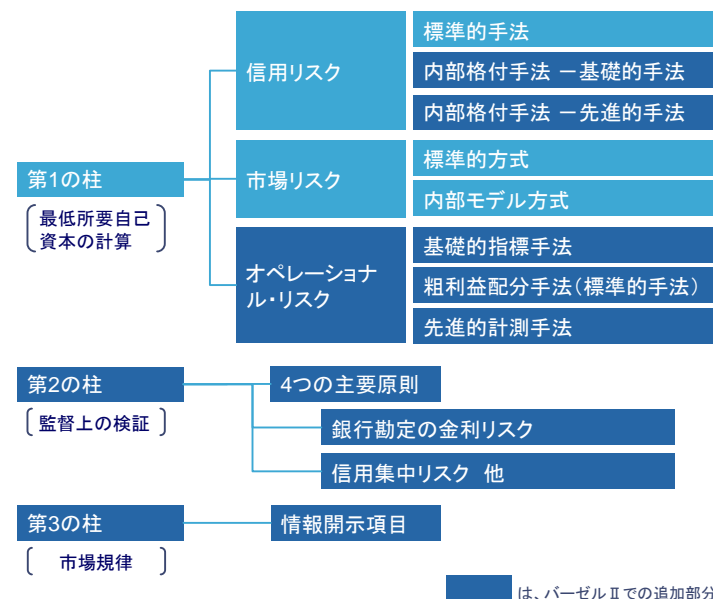 信用リスク
標準的手法
内部格付手法 －基礎的手法
内部格付手法 －先進的手法
第1の柱
最低所要自己
資本の計算
市場リスク
標準的方式
内部モデル方式
オペレーショナ
ル・リスク
基礎的指標手法
粗利益配分手法（標準的手法）
先進的計測手法
第2の柱
監督上の検証
4つの主要原則
銀行勘定の金利リスク
信用集中リスク 他
第3の柱
市場規律
情報開示項目
は、バーゼルⅡでの追加部分